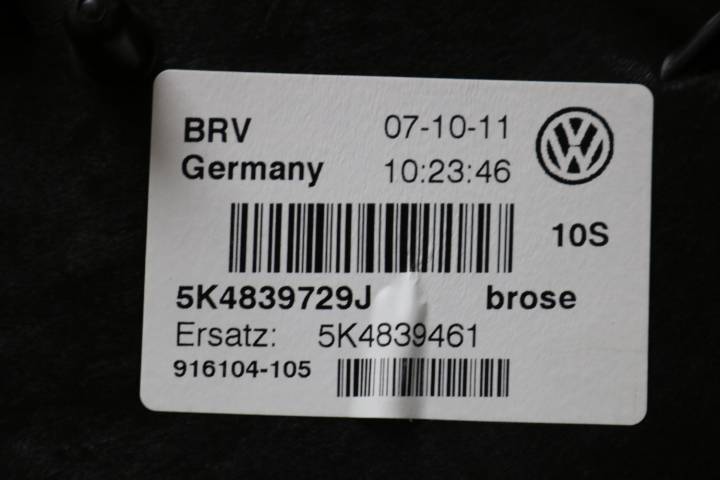 BRV 07-10-11
Germany 10:23:46
10S
5K4839729J brose
Ersatz: 5K4839461
916104-105